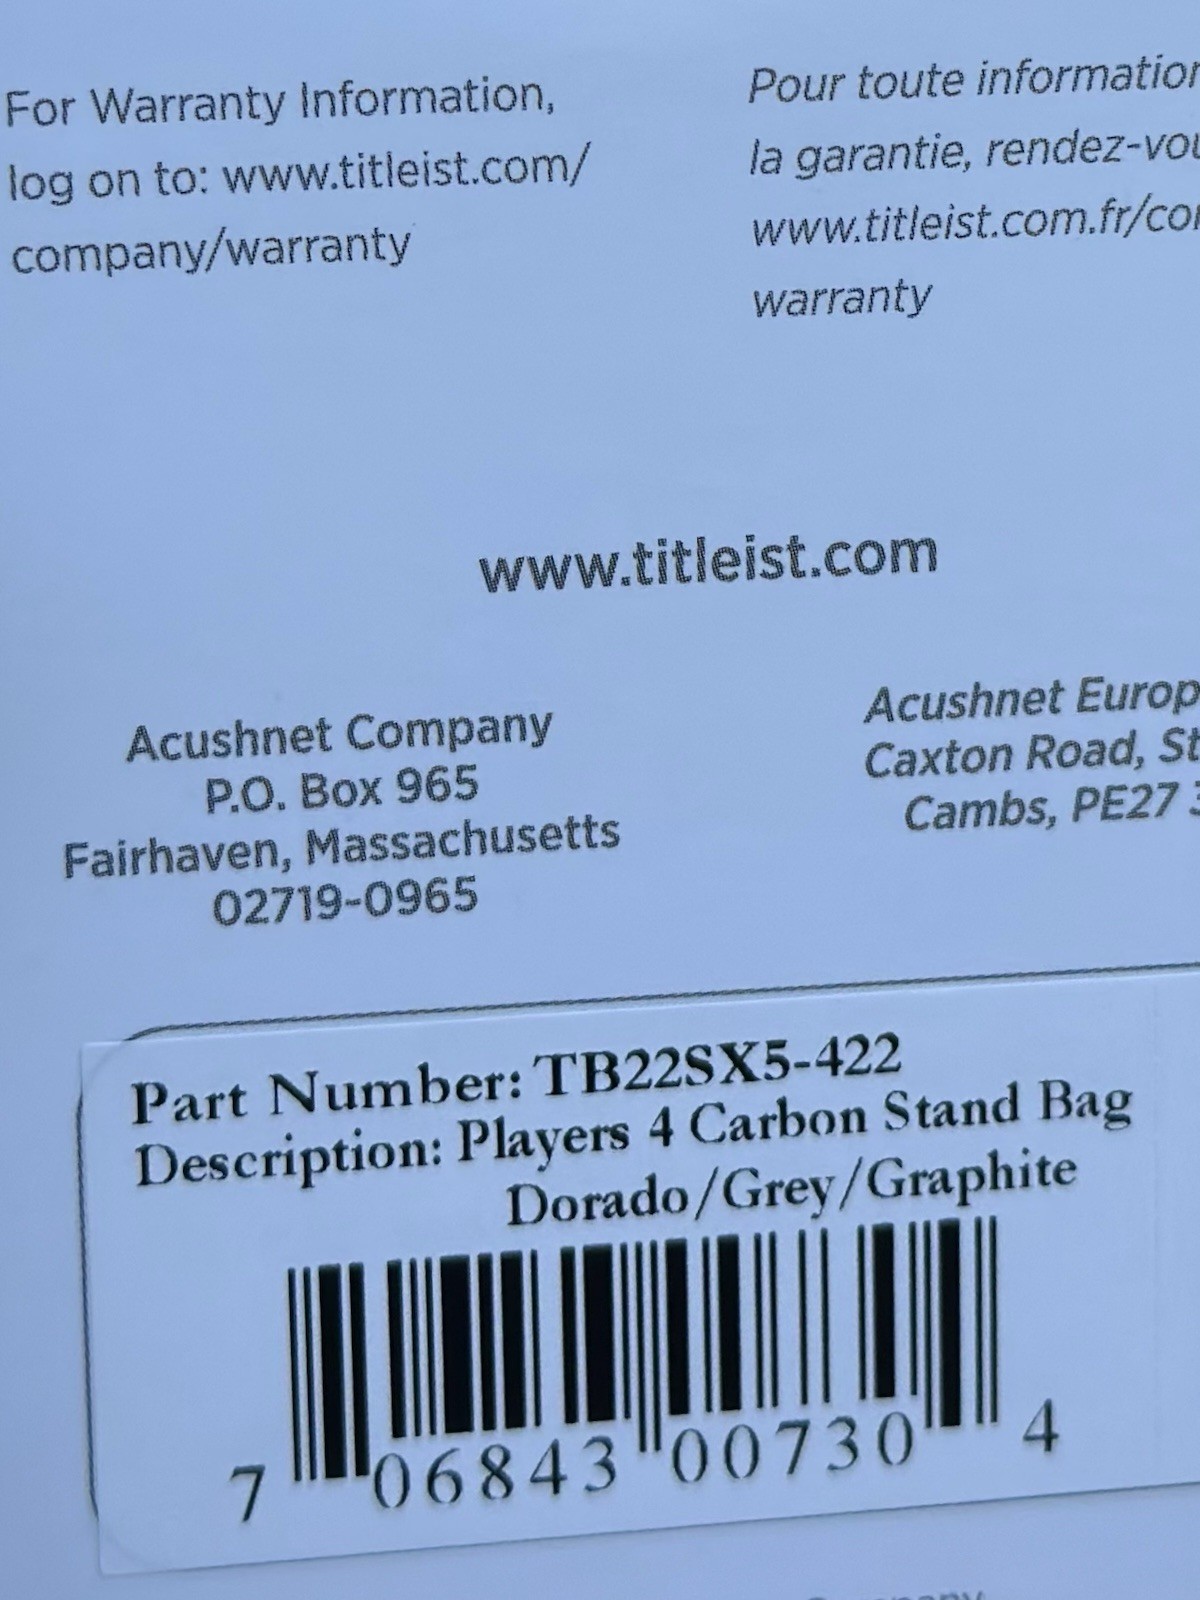 For Warranty Information,
log on to: www.titleist.com/
company/warranty
Pour toute information
la garantie, rendez-vou
www.titleist.com.fr/co
warranty
www.titleist.com
Acushnet Company
P.O. Box 965
Fairhaven, Massachusetts
02719-0965
Acushnet Europ
Caxton Road, St
Cambs, PE27 3
Part Number: TB22SX5-422
Description: Players 4 Carbon Stand Bag
Dorado/Grey/Graphite
7 06843 00730 4